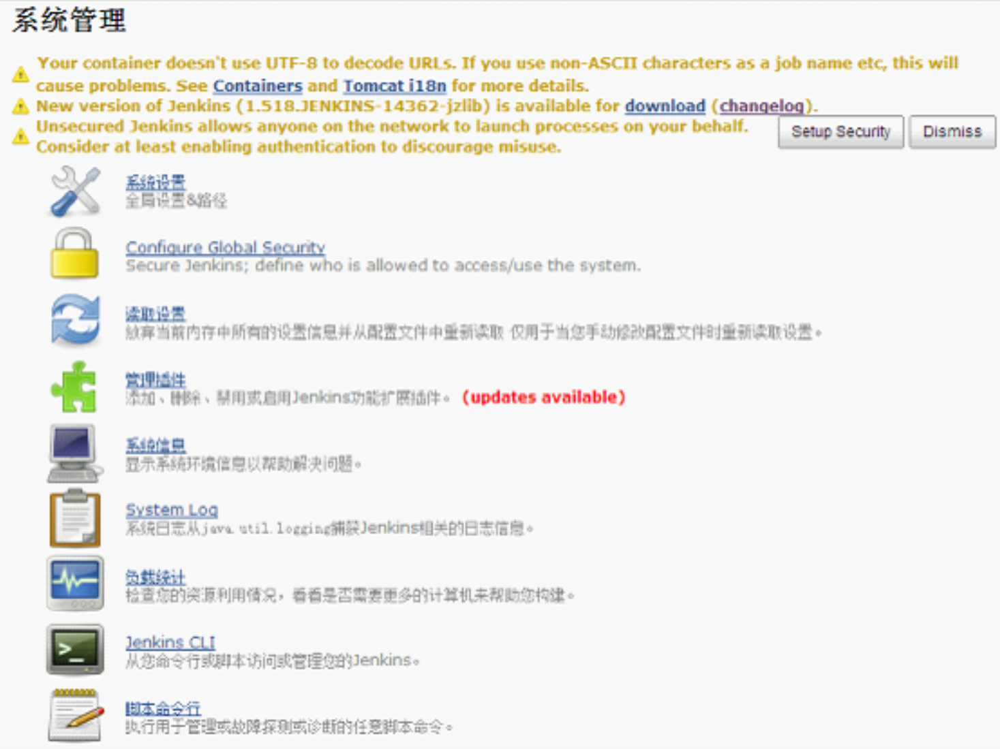 系统管理
Your container doesn't use UTF-8 to decode URLs. If you use non-ASCII characters as a job name etc, this will
cause problems. See Containers and Tomcat i18n for more details.
New version of Jenkins (1.518.JENKINS-14362-jzlib) is available for download (changelog).
Unsecured Jenkins allows anyone on the network to launch processes on your behalf.
Consider at least enabling authentication to discourage misuse.
Setup Security
Dismiss
系统设置
全局设置&路径
Configure Global Security
Secure Jenkins; define who is allowed to access/use the system.
读取设置
放弃当前内存中所有的设置信息并从配置文件中重新读取 仅用于当您手动修改配置文件时重新读取设置。
管理插件
添加、删除、禁用或启用Jenkins功能扩展插件。 (updates available)
系统信息
显示系统环境信息以帮助解决问题。
System Log
系统日志从java.util.logging捕获Jenkins相关的日志信息。
负载统计
检查您的资源利用情况，看看是否需要更多的计算机来帮助您构建。
Jenkins CLI
从您命令行或脚本访问或管理您的Jenkins。
脚本命令行
执行用于管理或故障探测或诊断的任意脚本命令。